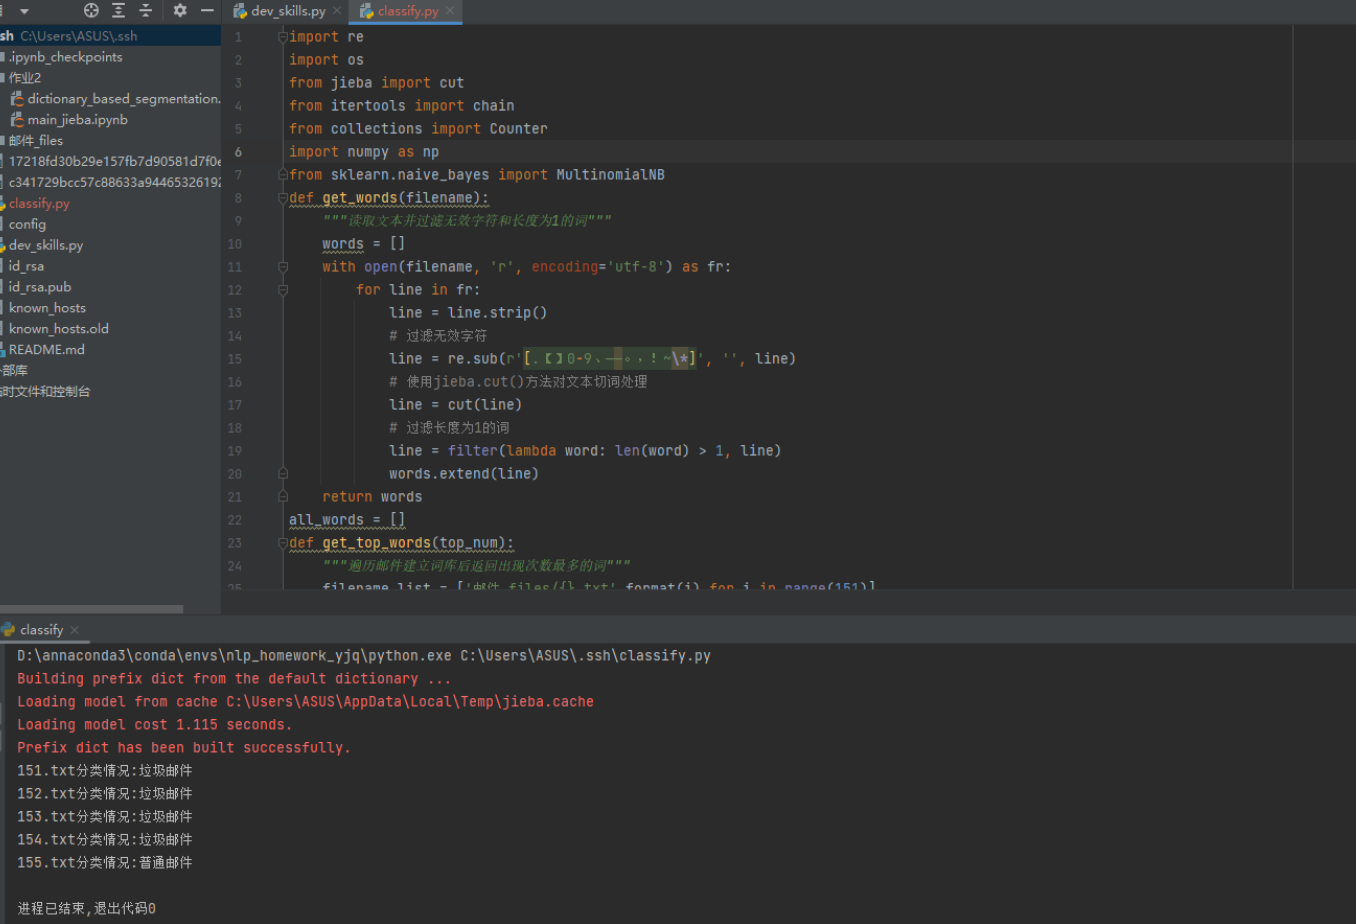 dev_skills.py
classify.py
sh C:\Users\ASUS\.ssh
.ipynb_checkpoints
作业2
dictionary_based_segmentation.
main_jieba.ipynb
邮件_files
17218fd30b29e157fb7d90581d7f0
c341729bcc57c88633a9446532619
classify.py
config
dev_skills.py
id_rsa
id_rsa.pub
known_hosts
known_hosts.old
README.md
部库
时文件和控制台
1 import re
2 import os
3 from jieba import cut
4 from itertools import chain
5 from collections import Counter
6 import numpy as np
7 from sklearn.naive_bayes import MultinomialNB
8 def get_words(filename):
9 """读取文本并过滤无效字符和长度为1的词"""
10 words = []
11 with open(filename, 'r', encoding='utf-8') as fr:
12 for line in fr:
13 line = line.strip()
14 # 过滤无效字符
15 line = re.sub(r'[.【】0-9、——。，！~\*]', '', line)
16 # 使用jieba.cut()方法对文本切词处理
17 line = cut(line)
18 # 过滤长度为1的词
19 line = filter(lambda word: len(word) > 1, line)
20 words.extend(line)
21 return words
22 all_words = []
23 def get_top_words(top_num):
24 """遍历邮件建立词库后返回出现次数最多的词"""
25 filename_list = ['邮件_files/{}.txt'.format(i) for i in range(151)]
classify
D:\annaconda3\conda\envs\nlp_homework_yjq\python.exe C:\Users\ASUS\.ssh\classify.py
Building prefix dict from the default dictionary ...
Loading model from cache C:\Users\ASUS\AppData\Local\Temp\jieba.cache
Loading model cost 1.115 seconds.
Prefix dict has been built successfully.
151.txt分类情况:垃圾邮件
152.txt分类情况:垃圾邮件
153.txt分类情况:垃圾邮件
154.txt分类情况:垃圾邮件
155.txt分类情况:普通邮件
进程已结束,退出代码0